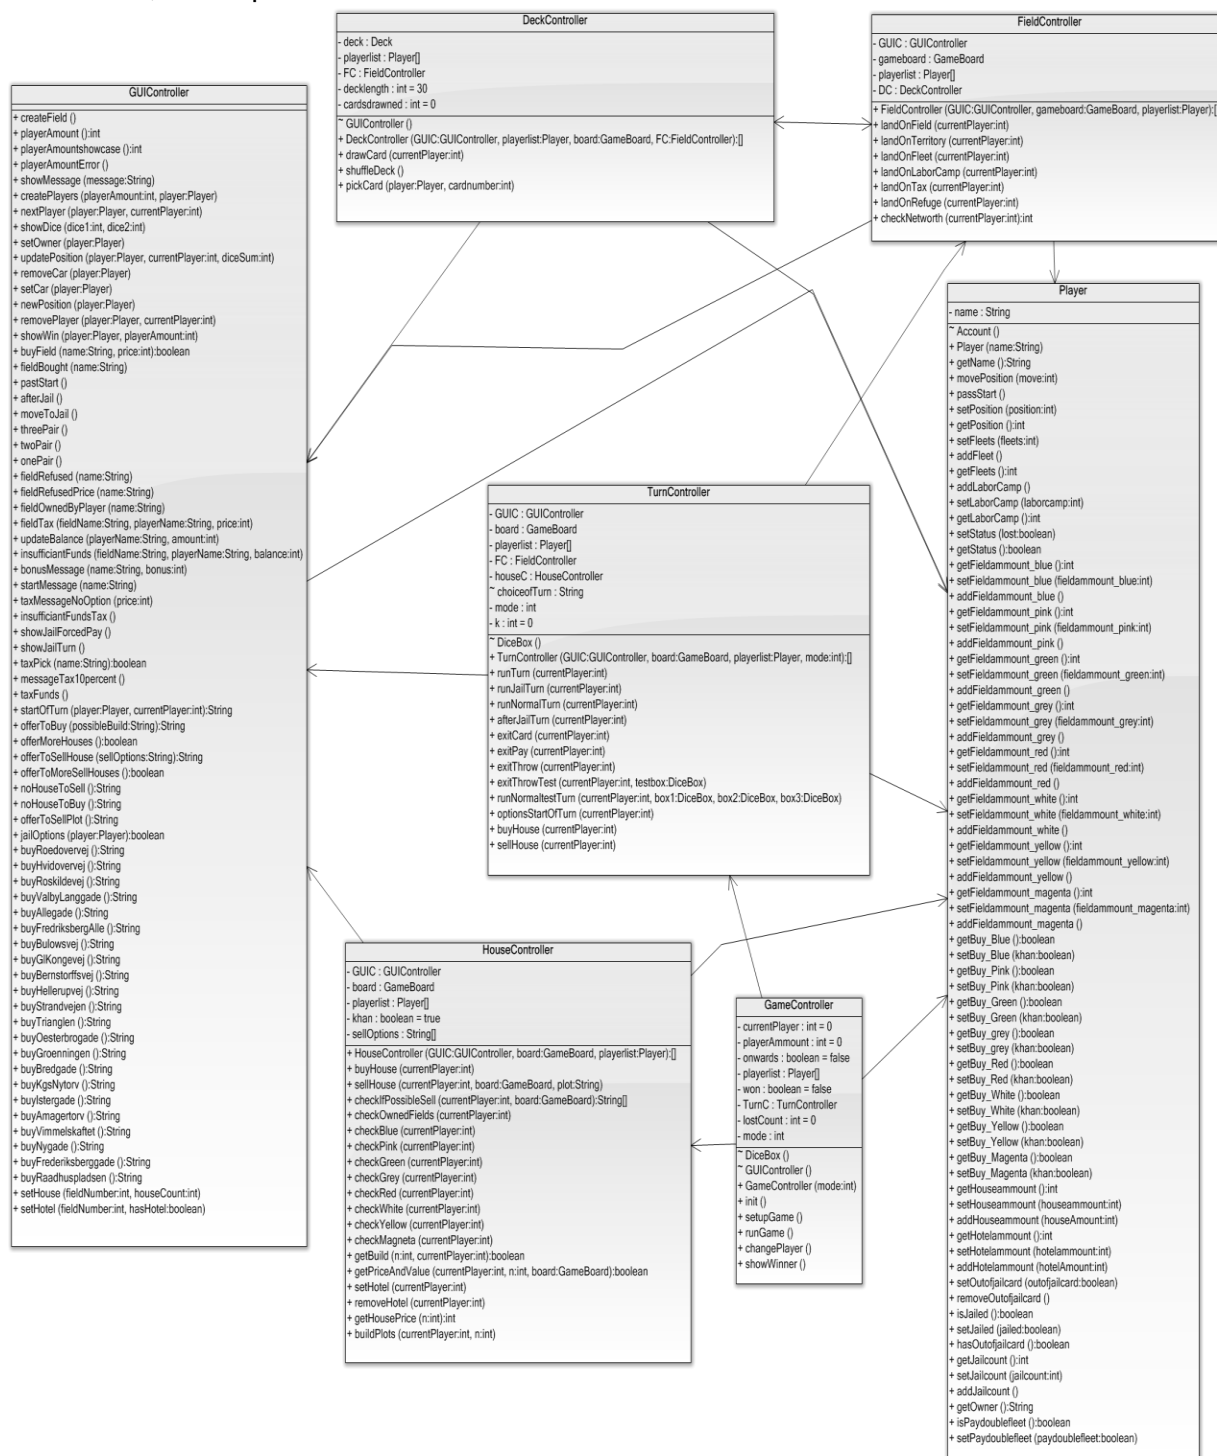 DeckController
- deck : Deck
- playerlist : Player[]
- FC : FieldController
- decklength : int = 30
- cardsdrawned : int = 0
~ GUIController ()
+ DeckController (GUIC:GUIController, playerlist:Player, board:GameBoard, FC:FieldController):[]
+ drawCard (currentPlayer:int)
+ shuffleDeck ()
+ pickCard (player:Player, cardnumber:int)
FieldController
- GUIC : GUIController
- gameboard : GameBoard
- playerlist : Player[]
- DC : DeckController
+ FieldController (GUIC:GUIController, gameboard:GameBoard, playerlist:Player):[
+ landOnField (currentPlayer:int)
+ landOnTerritory (currentPlayer:int)
+ landOnFleet (currentPlayer:int)
+ landOnLaborCamp (currentPlayer:int)
+ landOnTax (currentPlayer:int)
+ landOnRefuge (currentPlayer:int)
+ checkNetworth (currentPlayer:int):int
GUIController
+ createField ()
+ playerAmount ():int
+ playerAmountshowcase ():int
+ playerAmountError ()
+ showMessage (message:String)
+ createPlayers (playerAmount:int, player:Player)
+ nextPlayer (player:Player, currentPlayer:int)
+ showDice (dice1:int, dice2:int)
+ setOwner (player:Player)
+ updatePosition (player:Player, currentPlayer:int, diceSum:int)
+ removeCar (player:Player)
+ setCar (player:Player)
+ newPosition (player:Player)
+ removePlayer (player:Player, currentPlayer:int)
+ showWin (player:Player, playerAmount:int)
+ buyField (name:String, price:int):boolean
+ fieldBought (name:String)
+ pastStart ()
+ afterJail ()
+ moveToJail ()
+ threePair ()
+ twoPair ()
+ onePair ()
+ fieldRefused (name:String)
+ fieldRefusedPrice (name:String)
+ fieldOwnedByPlayer (name:String)
+ fieldTax (fieldName:String, playerName:String, price:int)
+ updateBalance (playerName:String, amount:int)
+ insufficiantFunds (fieldName:String, playerName:String, balance:int)
+ bonusMessage (name:String, bonus:int)
+ startMessage (name:String)
+ taxMessageNoOption (price:int)
+ insufficiantFundsTax ()
+ showJailForcedPay ()
+ showJailTurn ()
+ taxPick (name:String):boolean
+ messageTax10percent ()
+ taxFunds ()
+ startOfTurn (player:Player, currentPlayer:int):String
+ offerToBuy (possibleBuild:String):String
+ offerMoreHouses ():boolean
+ offerToSellHouse (sellOptions:String):String
+ offerToMoreSellHouses ():boolean
+ noHouseToSell ():String
+ noHouseToBuy ():String
+ offerToSellPlot ():String
+ jailOptions (player:Player):boolean
+ buyRoedovervej ():String
+ buyHvidovervej ():String
+ buyRoskildevej ():String
+ buyValbyLanggade ():String
+ buyAllegade ():String
+ buyFredriksbergAlle ():String
+ buyBulowsvej ():String
+ buyGlKongevej ():String
+ buyBernstorffsvej ():String
+ buyHellerupvej ():String
+ buyStrandvejen ():String
+ buyTrianglen ():String
+ buyOesterbrogade ():String
+ buyGroenningen ():String
+ buyBredgade ():String
+ buyKgsNytorv ():String
+ buyIstergade ():String
+ buyAmagertorv ():String
+ buyVimmelskaftet ():String
+ buyNygade ():String
+ buyFrederiksberggade ():String
+ buyRaadhuspladsen ():String
+ setHouse (fieldNumber:int, houseCount:int)
+ setHotel (fieldNumber:int, hasHotel:boolean)
TurnController
- GUIC : GUIController
- board : GameBoard
- playerlist : Player[]
- FC : FieldController
- houseC : HouseController
~ choiceofTurn : String
- mode : int
- k : int = 0
~ DiceBox ()
+ TurnController (GUIC:GUIController, board:GameBoard, playerlist:Player, mode:int):[]
+ runTurn (currentPlayer:int)
+ runJailTurn (currentPlayer:int)
+ runNormalTurn (currentPlayer:int)
+ afterJailTurn (currentPlayer:int)
+ exitCard (currentPlayer:int)
+ exitPay (currentPlayer:int)
+ exitThrow (currentPlayer:int)
+ exitThrowTest (currentPlayer:int, testbox:DiceBox)
+ runNormaltestTurn (currentPlayer:int, box1:DiceBox, box2:DiceBox, box3:DiceBox)
+ optionsStartOfTurn (currentPlayer:int)
+ buyHouse (currentPlayer:int)
+ sellHouse (currentPlayer:int)
Player
- name : String
~ Account ()
+ Player (name:String)
+ getName ():String
+ movePosition (move:int)
+ passStart ()
+ setPosition (position:int)
+ getPosition ():int
+ setFleets (fleets:int)
+ addFleet ()
+ getFleets ():int
+ addLaborCamp ()
+ setLaborCamp (laborcamp:int)
+ getLaborCamp ():int
+ setStatus (lost:boolean)
+ getStatus ():boolean
+ getFieldammount_blue ():int
+ setFieldammount_blue (fieldammount_blue:int)
+ addFieldammount_blue ()
+ getFieldammount_pink ():int
+ setFieldammount_pink (fieldammount_pink:int)
+ addFieldammount_pink ()
+ getFieldammount_green ():int
+ setFieldammount_green (fieldammount_green:int)
+ addFieldammount_green ()
+ getFieldammount_grey ():int
+ setFieldammount_grey (fieldammount_grey:int)
+ addFieldammount_grey ()
+ getFieldammount_red ():int
+ setFieldammount_red (fieldammount_red:int)
+ addFieldammount_red ()
+ getFieldammount_white ():int
+ setFieldammount_white (fieldammount_white:int)
+ addFieldammount_white ()
+ getFieldammount_yellow ():int
+ setFieldammount_yellow (fieldammount_yellow:int)
+ addFieldammount_yellow ()
+ getFieldammount_magenta ():int
+ setFieldammount_magenta (fieldammount_magenta:int)
+ addFieldammount_magenta ()
+ getBuy_Blue ():boolean
+ setBuy_Blue (khan:boolean)
+ getBuy_Pink ():boolean
+ setBuy_Pink (khan:boolean)
+ getBuy_Green ():boolean
+ setBuy_Green (khan:boolean)
+ getBuy_grey ():boolean
+ setBuy_grey (khan:boolean)
+ getBuy_Red ():boolean
+ setBuy_Red (khan:boolean)
+ getBuy_White ():boolean
+ setBuy_White (khan:boolean)
+ getBuy_Yellow ():boolean
+ setBuy_Yellow (khan:boolean)
+ getBuy_Magenta ():boolean
+ setBuy_Magenta (khan:boolean)
+ getHouseammount ():int
+ setHouseammount (houseammount:int)
+ addHouseammount (houseAmount:int)
+ getHotelammount ():int
+ setHotelammount (hotelammount:int)
+ addHotelammount (hotelAmount:int)
+ setOutofjailcard (outofjailcard:boolean)
+ removeOutofjailcard ()
+ isJailed ():boolean
+ setJailed (jailed:boolean)
+ hasOutofjailcard ():boolean
+ getJailcount ():int
+ setJailcount (jailcount:int)
+ addJailcount ()
+ getOwner ():String
+ isPaydoublefleet ():boolean
+ setPaydoublefleet (paydoublefleet:boolean)
HouseController
- GUIC : GUIController
- board : GameBoard
- playerlist : Player[]
- khan : boolean = true
- sellOptions : String[]
+ HouseController (GUIC:GUIController, board:GameBoard, playerlist:Player):[]
+ buyHouse (currentPlayer:int)
+ sellHouse (currentPlayer:int, board:GameBoard, plot:String)
+ checkIfPossibleSell (currentPlayer:int, board:GameBoard):String[]
+ checkOwnedFields (currentPlayer:int)
+ checkBlue (currentPlayer:int)
+ checkPink (currentPlayer:int)
+ checkGreen (currentPlayer:int)
+ checkGrey (currentPlayer:int)
+ checkRed (currentPlayer:int)
+ checkWhite (currentPlayer:int)
+ checkYellow (currentPlayer:int)
+ checkMagneta (currentPlayer:int)
+ getBuild (n:int, currentPlayer:int):boolean
+ getPriceAndValue (currentPlayer:int, n:int, board:GameBoard):boolean
+ setHotel (currentPlayer:int)
+ removeHotel (currentPlayer:int)
+ getHousePrice (n:int):int
+ buildPlots (currentPlayer:int, n:int)
GameController
- currentPlayer : int = 0
- playerAmmount : int = 0
- onwards : boolean = false
- playerlist : Player[]
- won : boolean = false
- TurnC : TurnController
- lostCount : int = 0
- mode : int
~ DiceBox ()
~ GUIController ()
+ GameController (mode:int)
+ init ()
+ setupGame ()
+ runGame ()
+ changePlayer ()
+ showWinner ()